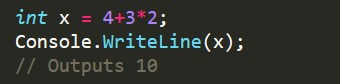 int x = 4+3*2;
Console.WriteLine(x);
// Outputs 10